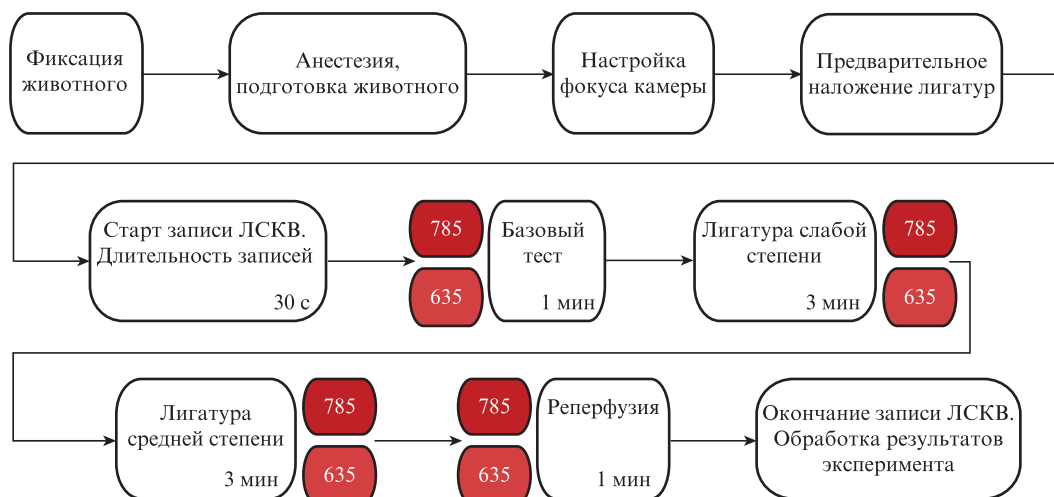 Фиксация
животного
Анестезия,
подготовка животного
Настройка
фокуса камеры
Предварительное
наложение лигатур
Старт записи ЛСКВ.
Длительность записей
30 с
785
635
Базовый
тест
1 мин
Лигатура слабой
степени
3 мин
785
635
Лигатура
средней степени
3 мин
785
635
785
635
Реперфузия
1 мин
Окончание записи ЛСКВ.
Обработка результатов
эксперимента